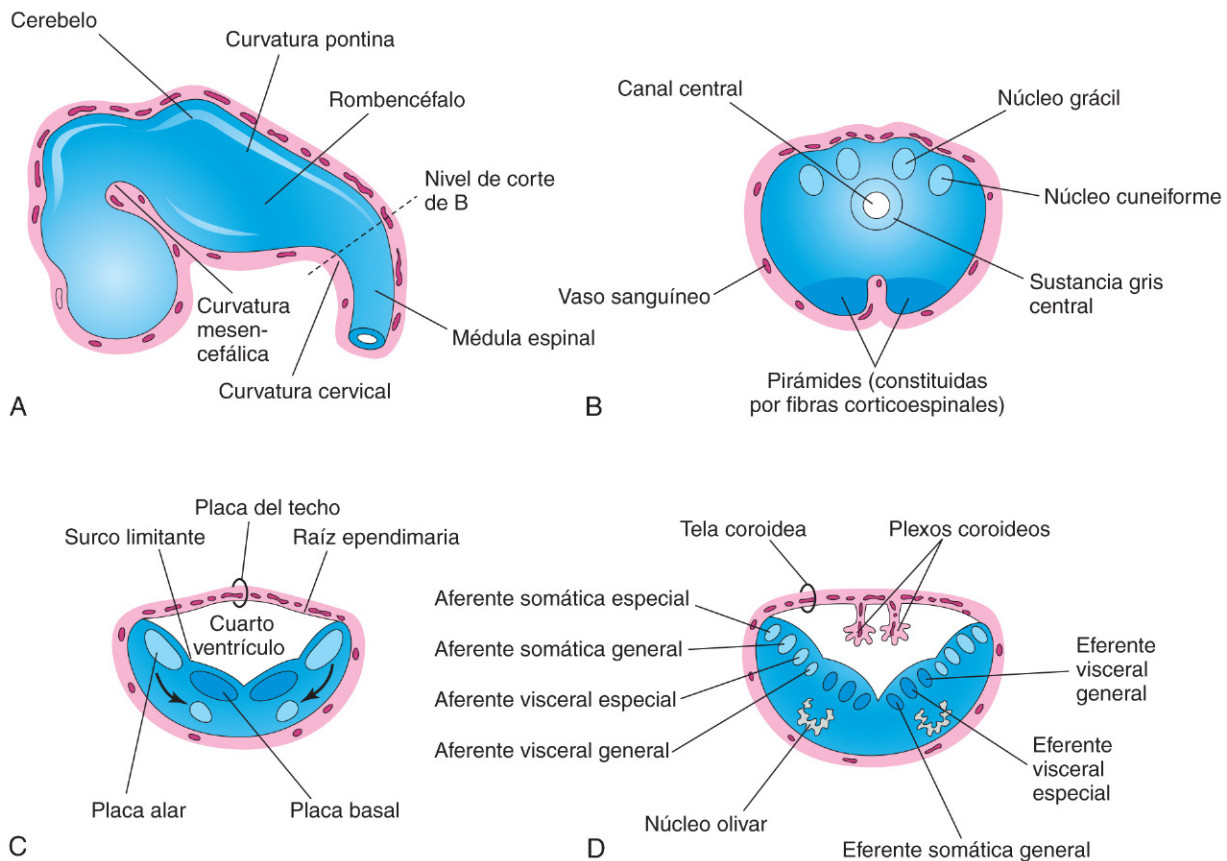 Cerebelo
Curvatura pontina
Rombencéfalo
Nivel de corte
de B
Curvatura
mesen-
cefálica
Médula espinal
Curvatura cervical
A
Canal central
Núcleo grácil
Núcleo cuneiforme
Vaso sanguíneo
Sustancia gris
central
Pirámides (constituidas
por fibras corticoespinales)
B
Placa del techo
Surco limitante
Raíz ependimaria
Cuarto
ventrículo
Placa alar
Placa basal
C
Tela coroidea
Plexos coroideos
Aferente somática especial
Aferente somática general
Aferente visceral especial
Aferente visceral general
Eferente
visceral
general
Eferente
visceral
especial
Núcleo olivar
Eferente somática general
D